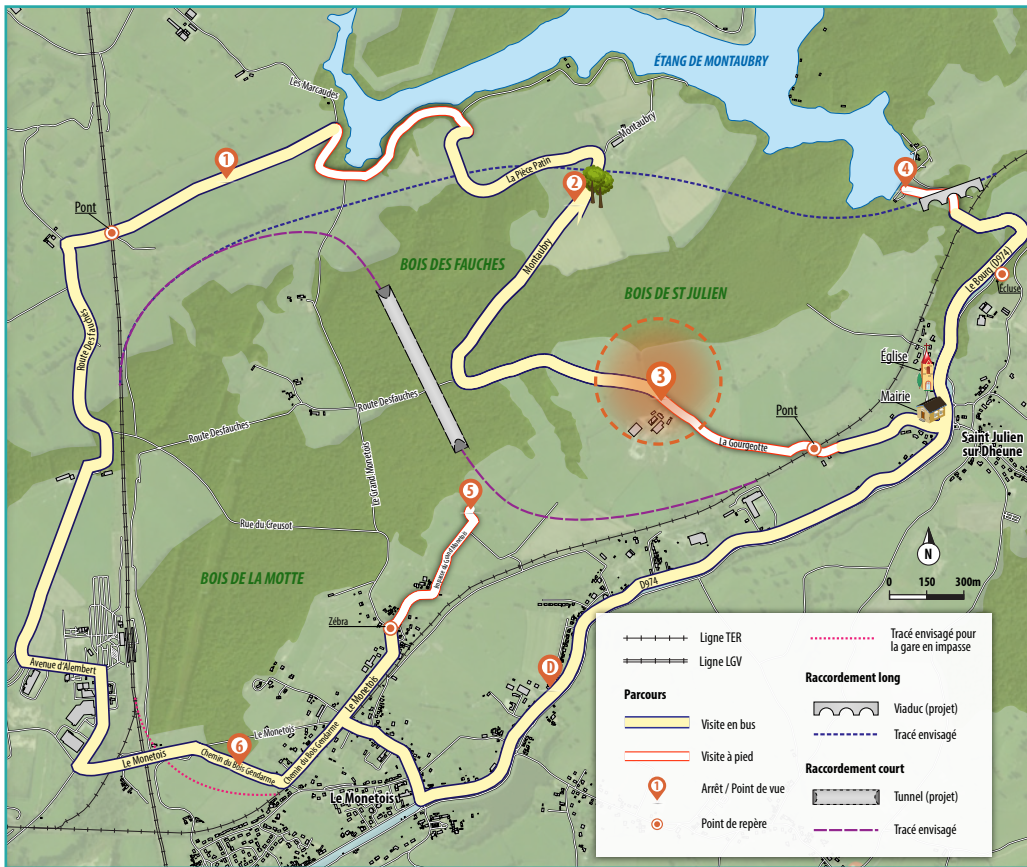 ÉTANG DE MONTAUBRY
Les Marcaudes
Montaubry
1
La Pièce Patin
2
4
Pont
Montaubry
BOIS DES FAUCHES
BOIS DE ST JULIEN
Le Bourg (D974)
Écluse
Route Desfauches
Église
3
Mairie
Route Desfauches
Route Desfauches
La Gourgeotte
Pont
Saint Julien
sur Dheune
Le Grand Monetois
5
Rue du Creusot
N
BOIS DE LA MOTTE
D974
0 150 300m
Zébra
Avenue d'Alembert
D
Le Monetois
Le Monetois
6
Le Monetois
Chemin du Bois Gendarme
Chemin du Bois Gendarme
Le Monetois
Ligne TER
Ligne LGV
Parcours
Visite en bus
Visite à pied
1
Arrêt / Point de vue
Point de repère
Tracé envisagé pour
la gare en impasse
Raccordement long
Viaduc (projet)
Tracé envisagé
Raccordement court
Tunnel (projet)
Tracé envisagé